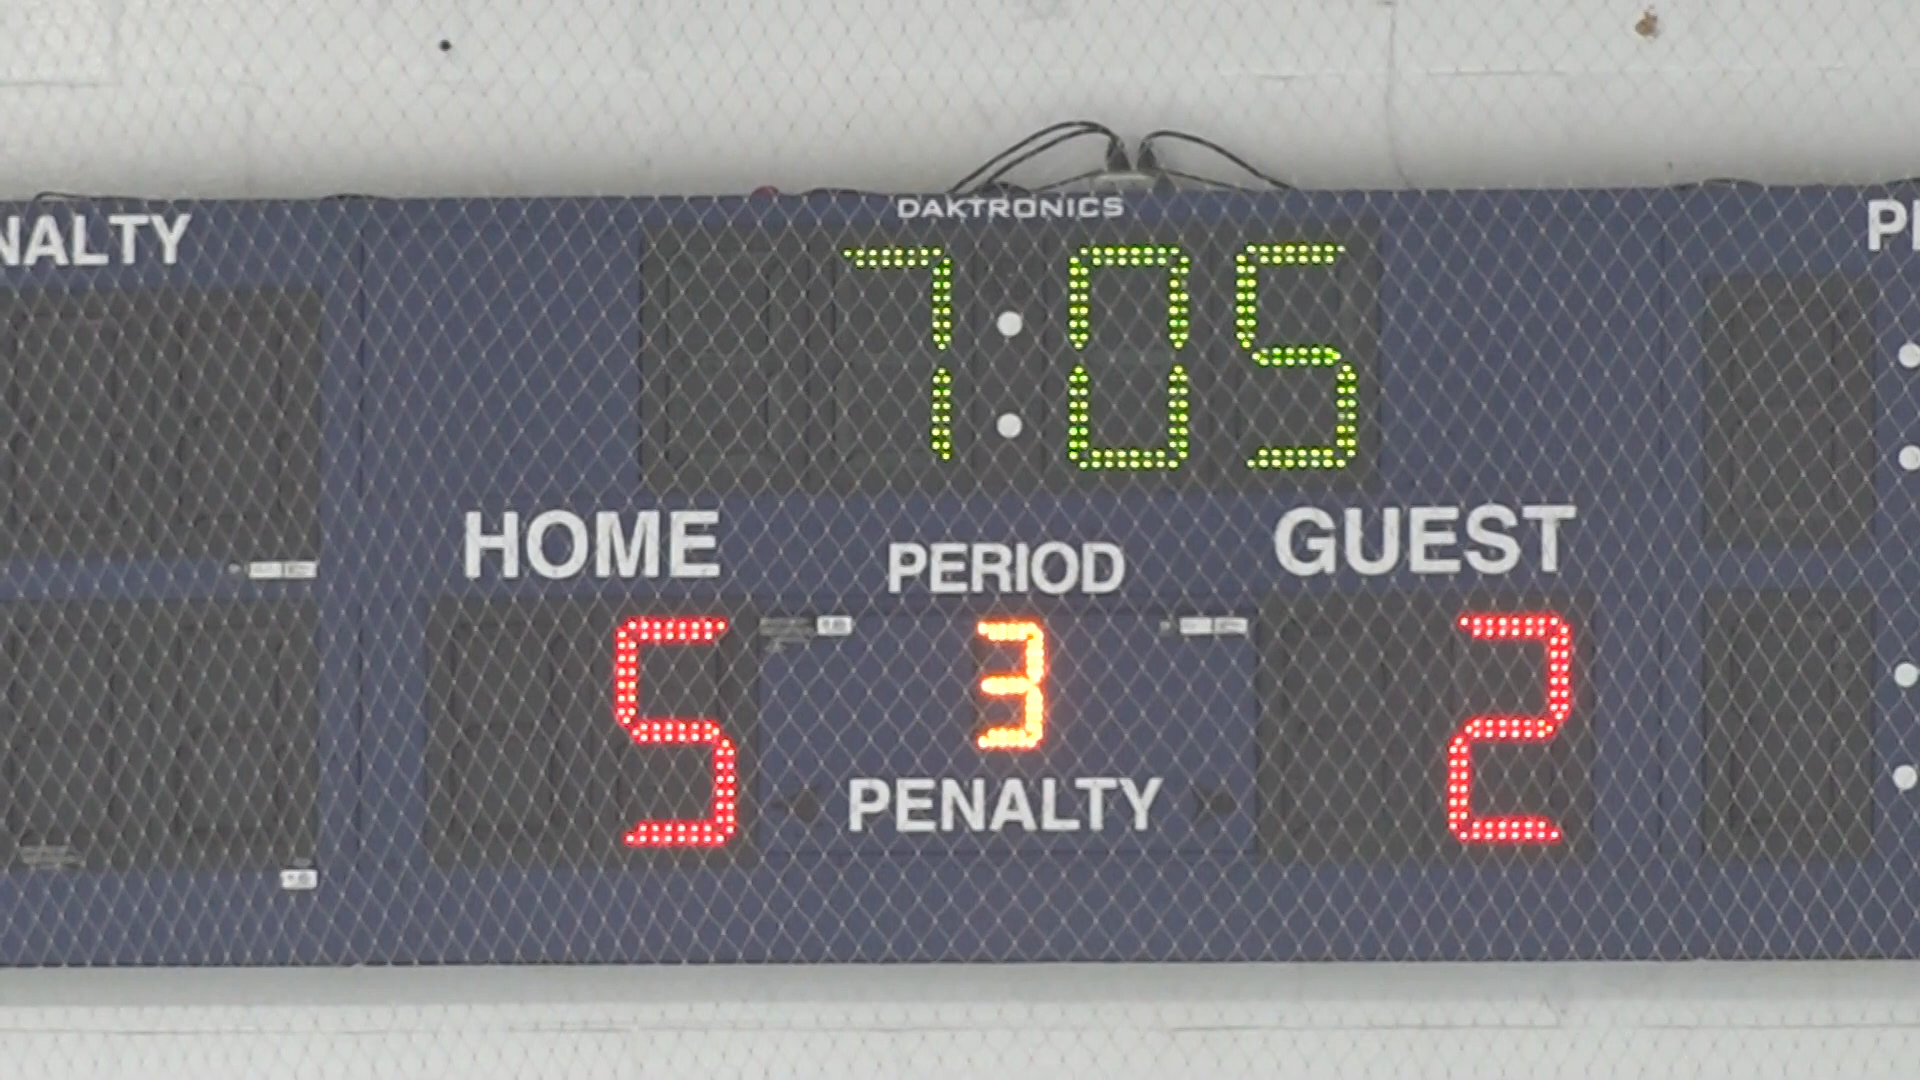 DAKTRONICS
NALTY
7:05
HOME PERIOD GUEST
5 3 2
PENALTY